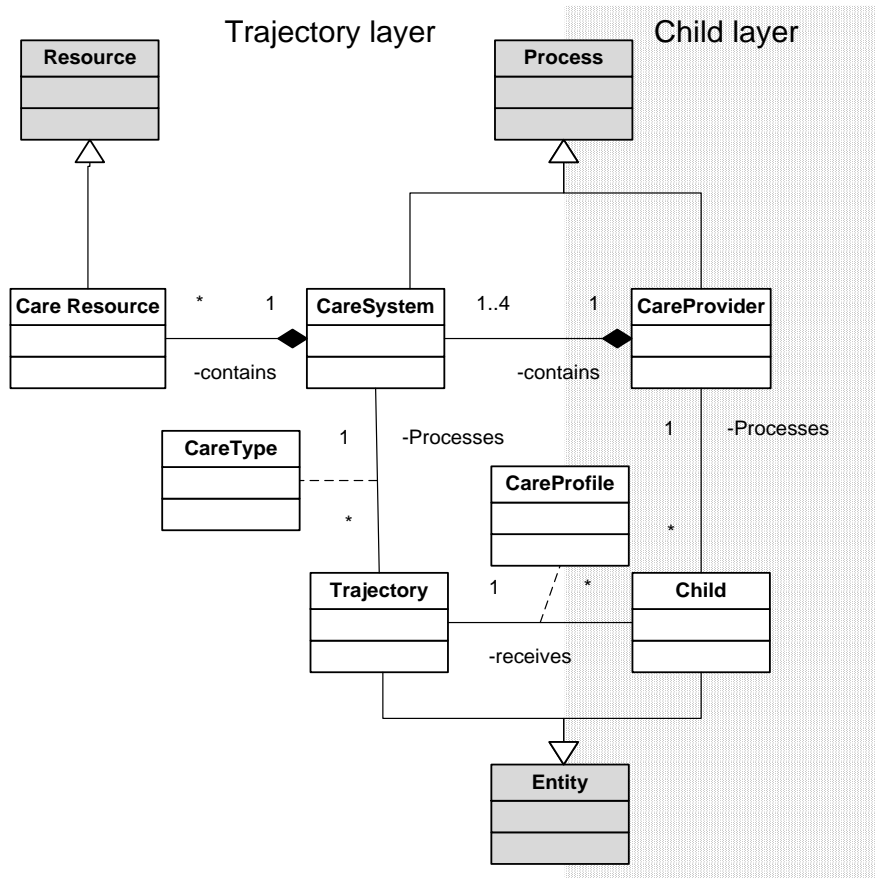 Trajectory layer
Child layer
Resource
Process
Care Resource
*
1
CareSystem
1..4
1
CareProvider
-contains
-contains
1
-Processes
1
-Processes
CareType
CareProfile
*
*
1
*
Trajectory
Child
-receives
Entity